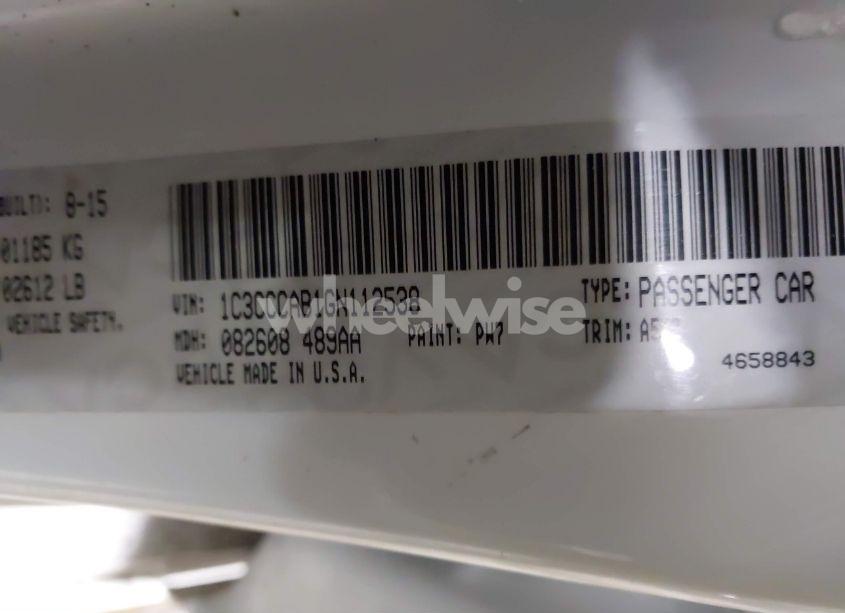 BUILT): 8-15
01185 KG
02612 LB
VEHICLE SAFETY.
VIN: 1C3CCCAB1GN112538
TYPE: PASSENGER CAR
MDH: 082608 489AA
PAINT: PW7
TRIM:
VEHICLE MADE IN U.S.A.
4658843
wheelwise